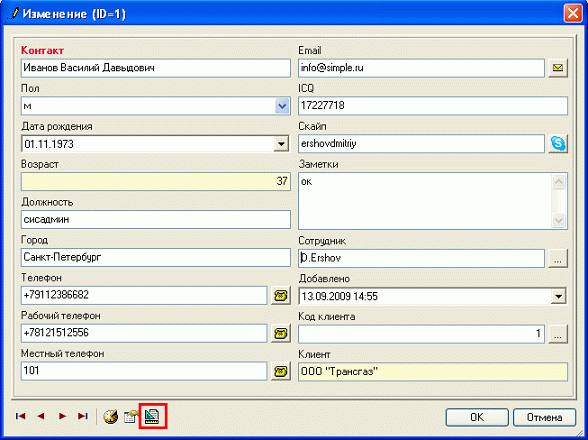 Изменение (ID=1)
Контакт
Иванов Василий Давыдович
Пол
м
Дата рождения
01.11.1973
Возраст
37
Должность
сисадмин
Город
Санкт-Петербург
Телефон
+79112386682
Рабочий телефон
+78121512556
Местный телефон
101
Email
info@simple.ru
ICQ
17227718
Скайп
ershovdmitriy
Заметки
ок
Сотрудник
D.Ershov
...
Добавлено
13.09.2009 14:55
Код клиента
1
...
Клиент
ООО "Трансгаз"
OK
Отмена